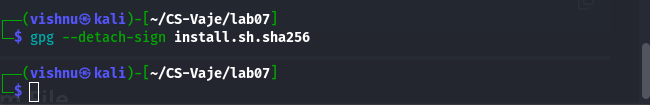 ┌──(vishnu㉿kali)-[~/CS-Vaje/lab07]
└─$ gpg --detach-sign install.sh.sha256
┌──(vishnu㉿kali)-[~/CS-Vaje/lab07]
└─$